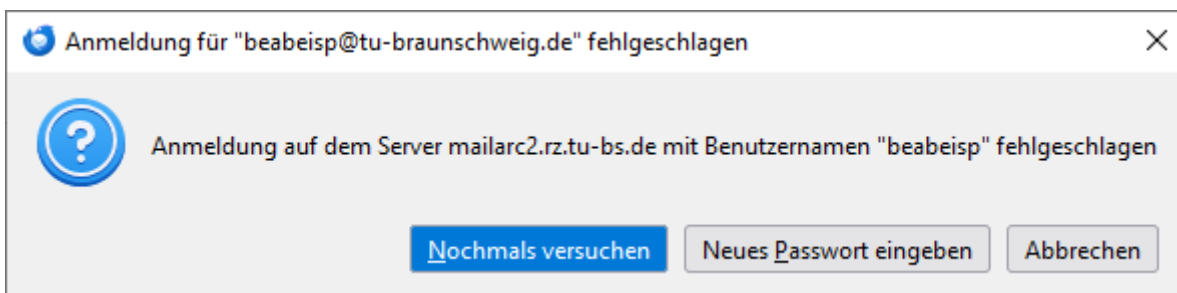 Anmeldung für "beabeisp@tu-braunschweig.de" fehlgeschlagen
Anmeldung auf dem Server mailarc2.rz.tu-bs.de mit Benutzernamen "beabeisp" fehlgeschlagen
Nochmals versuchen Neues Passwort eingeben Abbrechen